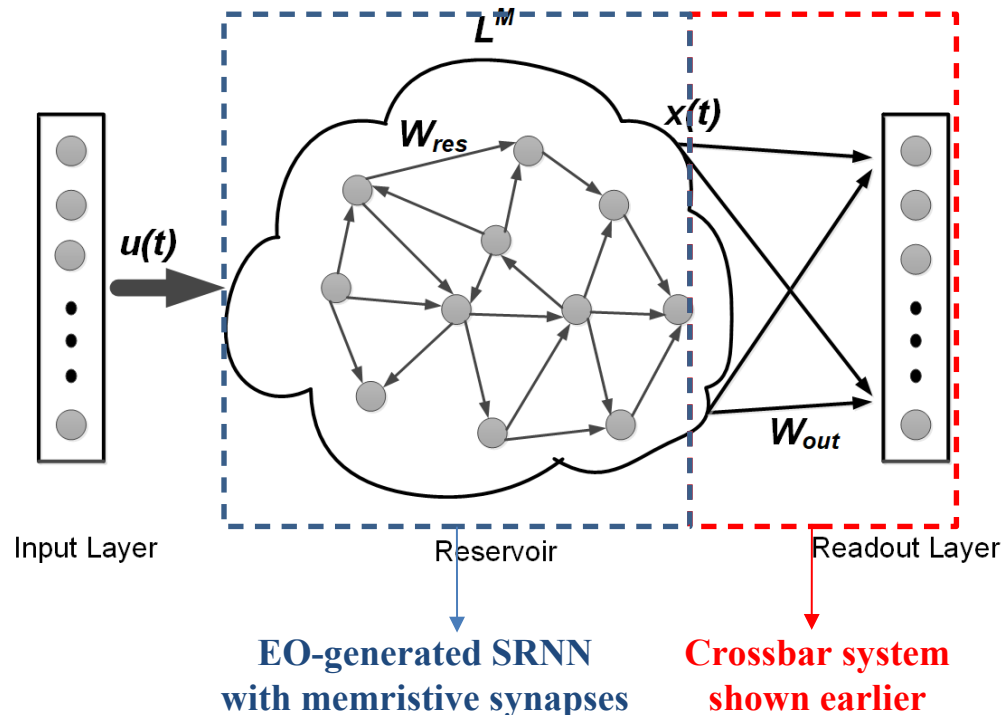 L^M
W_res
x(t)
u(t)
W_out
Input Layer
Reservoir
Readout Layer
EO-generated SRNN
with memristive synapses
Crossbar system
shown earlier